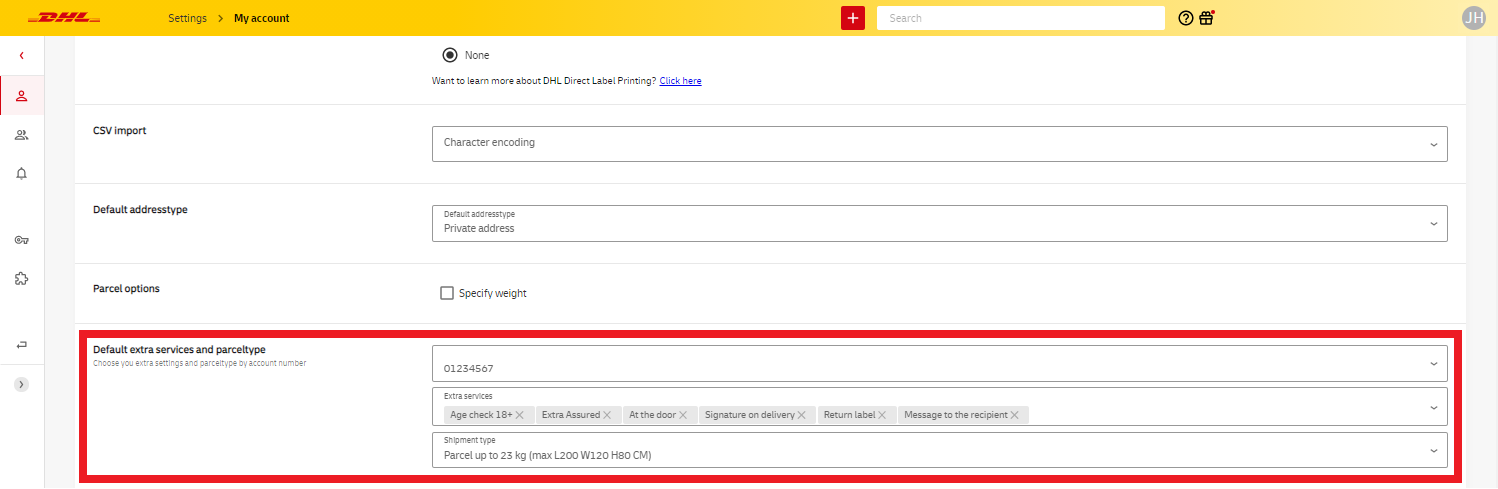 DHL
Settings > My account
+
Search
JH
None
Want to learn more about DHL Direct Label Printing? Click here
CSV import
Character encoding
Default addresstype
Default addresstype
Private address
Parcel options
Specify weight
Default extra services and parceltype
Choose you extra settings and parceltype by account number
01234567
Extra services
Age check 18+ Extra Assured At the door Signature on delivery Return label Message to the recipient
Shipment type
Parcel up to 23 kg (max L200 W120 H80 CM)